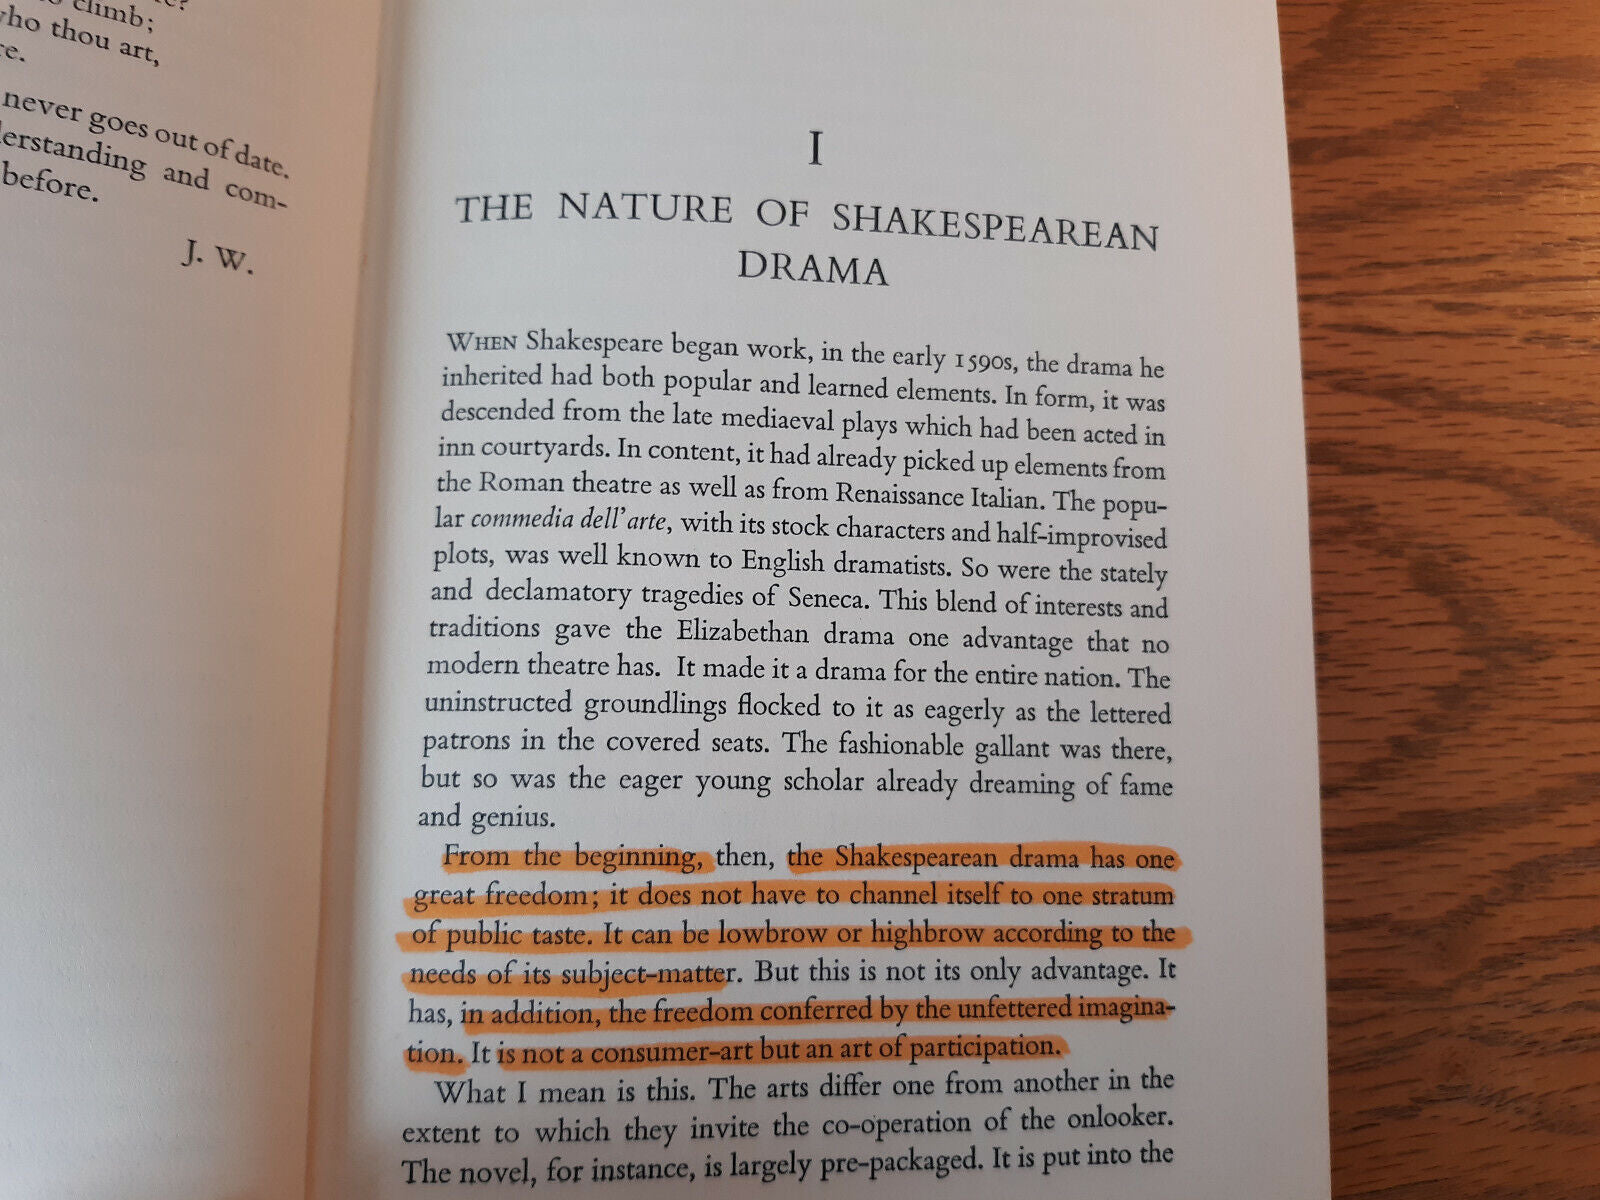 climb;
who thou art,
never goes out of date.
erstanding and com-
before.
J. W.
I
THE NATURE OF SHAKESPEAREAN
DRAMA
WHEN Shakespeare began work, in the early 1590s, the drama he
inherited had both popular and learned elements. In form, it was
descended from the late mediaeval plays which had been acted in
inn courtyards. In content, it had already picked up elements from
the Roman theatre as well as from Renaissance Italian. The popu-
lar commedia dell'arte, with its stock characters and half-improvised
plots, was well known to English dramatists. So were the stately
and declamatory tragedies of Seneca. This blend of interests and
traditions gave the Elizabethan drama one advantage that no
modern theatre has. It made it a drama for the entire nation. The
uninstructed groundlings flocked to it as eagerly as the lettered
patrons in the covered seats. The fashionable gallant was there,
but so was the eager young scholar already dreaming of fame
and genius.
From the beginning, then, the Shakespearean drama has one
great freedom; it does not have to channel itself to one stratum
of public taste. It can be lowbrow or highbrow according to the
needs of its subject-matter. But this is not its only advantage. It
has, in addition, the freedom conferred by the unfettered imagina-
tion. It is not a consumer-art but an art of participation.
What I mean is this. The arts differ one from another in the
extent to which they invite the co-operation of the onlooker.
The novel, for instance, is largely pre-packaged. It is put into the